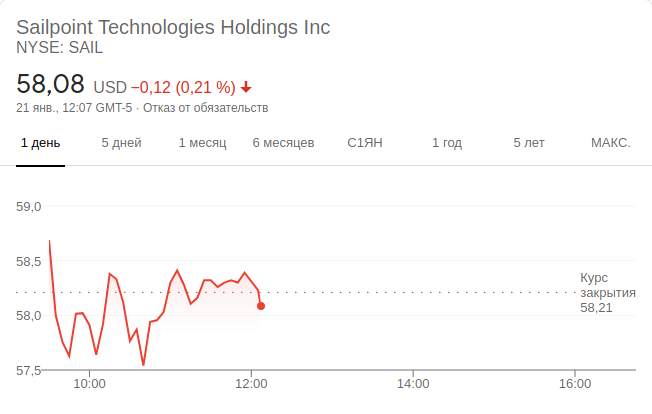 Sailpoint Technologies Holdings Inc
NYSE: SAIL
58,08 USD −0,12 (0,21 %)
21 янв., 12:07 GMT-5 · Отказ от обязательств
1 день 5 дней 1 месяц 6 месяцев С1ЯН 1 год 5 лет МАКС.
59,0
58,5
Курс
закрытия
58,21
58,0
57,5
10:00 12:00 14:00 16:00